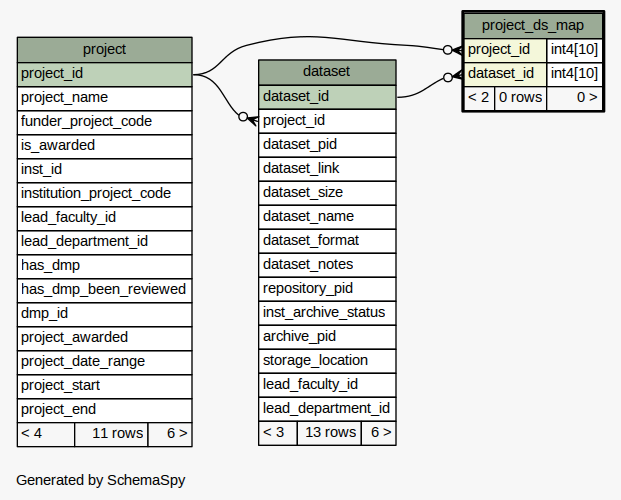 project
project_id
project_name
funder_project_code
is_awarded
inst_id
institution_project_code
lead_faculty_id
lead_department_id
has_dmp
has_dmp_been_reviewed
dmp_id
project_awarded
project_date_range
project_start
project_end
< 4 11 rows 6 >
dataset
dataset_id
project_id
dataset_pid
dataset_link
dataset_size
dataset_name
dataset_format
dataset_notes
repository_pid
inst_archive_status
archive_pid
storage_location
lead_faculty_id
lead_department_id
< 3 13 rows 6 >
project_ds_map
project_id int4[10]
dataset_id int4[10]
< 2 0 rows 0 >
Generated by SchemaSpy